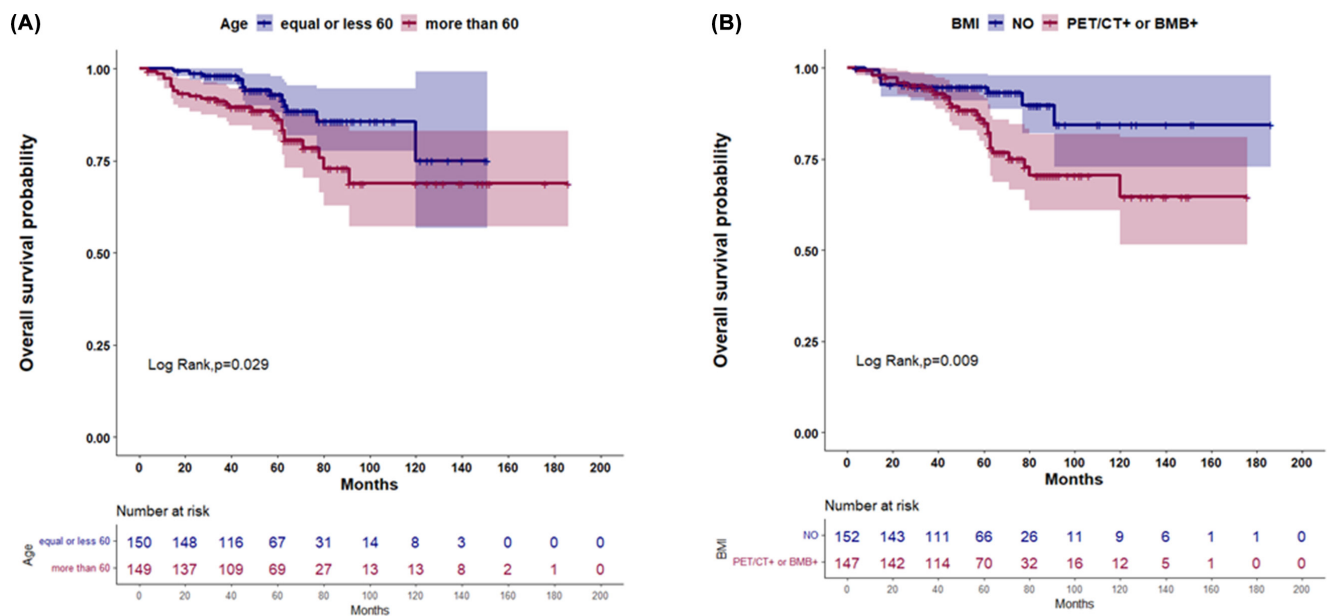 (A)
Age equal or less 60 more than 60
Overall survival probability
1.00
0.75
0.50
0.25
0.00
Log Rank,p=0.029
0 20 40 60 80 100 120 140 160 180 200
Months
Number at risk
Age
equal or less 60 150 148 116 67 31 14 8 3 0 0 0
more than 60 149 137 109 69 27 13 13 8 2 1 0
0 20 40 60 80 100 120 140 160 180 200
Months
(B)
BMI NO PET/CT+ or BMB+
Overall survival probability
1.00
0.75
0.50
0.25
0.00
Log Rank,p=0.009
0 20 40 60 80 100 120 140 160 180 200
Months
Number at risk
BMI
NO 152 143 111 66 26 11 9 6 1 1 0
PET/CT+ or BMB+ 147 142 114 70 32 16 12 5 1 0 0
0 20 40 60 80 100 120 140 160 180 200
Months